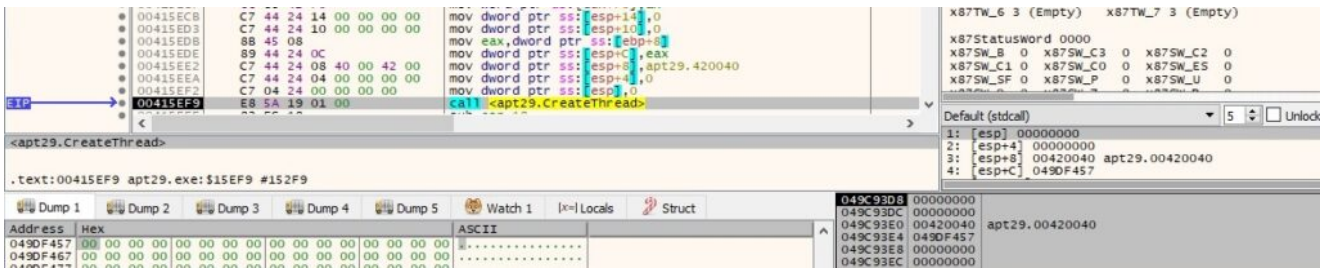 00415ECB C7 44 24 14 00 00 00 00 mov dword ptr ss:[esp+14],0
00415ED3 C7 44 24 10 00 00 00 00 mov dword ptr ss:[esp+10],0
00415EDB 8B 45 08 mov eax,dword ptr ss:[ebp+8]
00415EDE 89 44 24 0C mov dword ptr ss:[esp+C],eax
00415EE2 C7 44 24 08 40 00 42 00 mov dword ptr ss:[esp+8],apt29.420040
00415EEA C7 44 24 04 00 00 00 00 mov dword ptr ss:[esp+4],0
00415EF2 C7 04 24 00 00 00 00 mov dword ptr ss:[esp],0
EIP 00415EF9 E8 5A 19 01 00 call <apt29.CreateThread>
<apt29.CreateThread>
.text:00415EF9 apt29.exe:$15EF9 #152F9
x87TW_6 3 (Empty) x87TW_7 3 (Empty)
x87StatusWord 0000
x87SW_B 0 x87SW_C3 0 x87SW_C2 0
x87SW_C1 0 x87SW_C0 0 x87SW_ES 0
x87SW_SF 0 x87SW_P 0 x87SW_U 0
Default (stdcall) 5 Unlock
1: [esp] 00000000
2: [esp+4] 00000000
3: [esp+8] 00420040 apt29.00420040
4: [esp+C] 049DF457
Dump 1 Dump 2 Dump 3 Dump 4 Dump 5 Watch 1 [x=] Locals Struct
Address Hex ASCII
049DF457 00 00 00 00 00 00 00 00 00 00 00 00 00 00 00 00 ................
049DF467 00 00 00 00 00 00 00 00 00 00 00 00 00 00 00 00 ................
049C93D8 00000000
049C93DC 00000000
049C93E0 00420040 apt29.00420040
049C93E4 049DF457
049C93E8 00000000
049C93EC 00000000